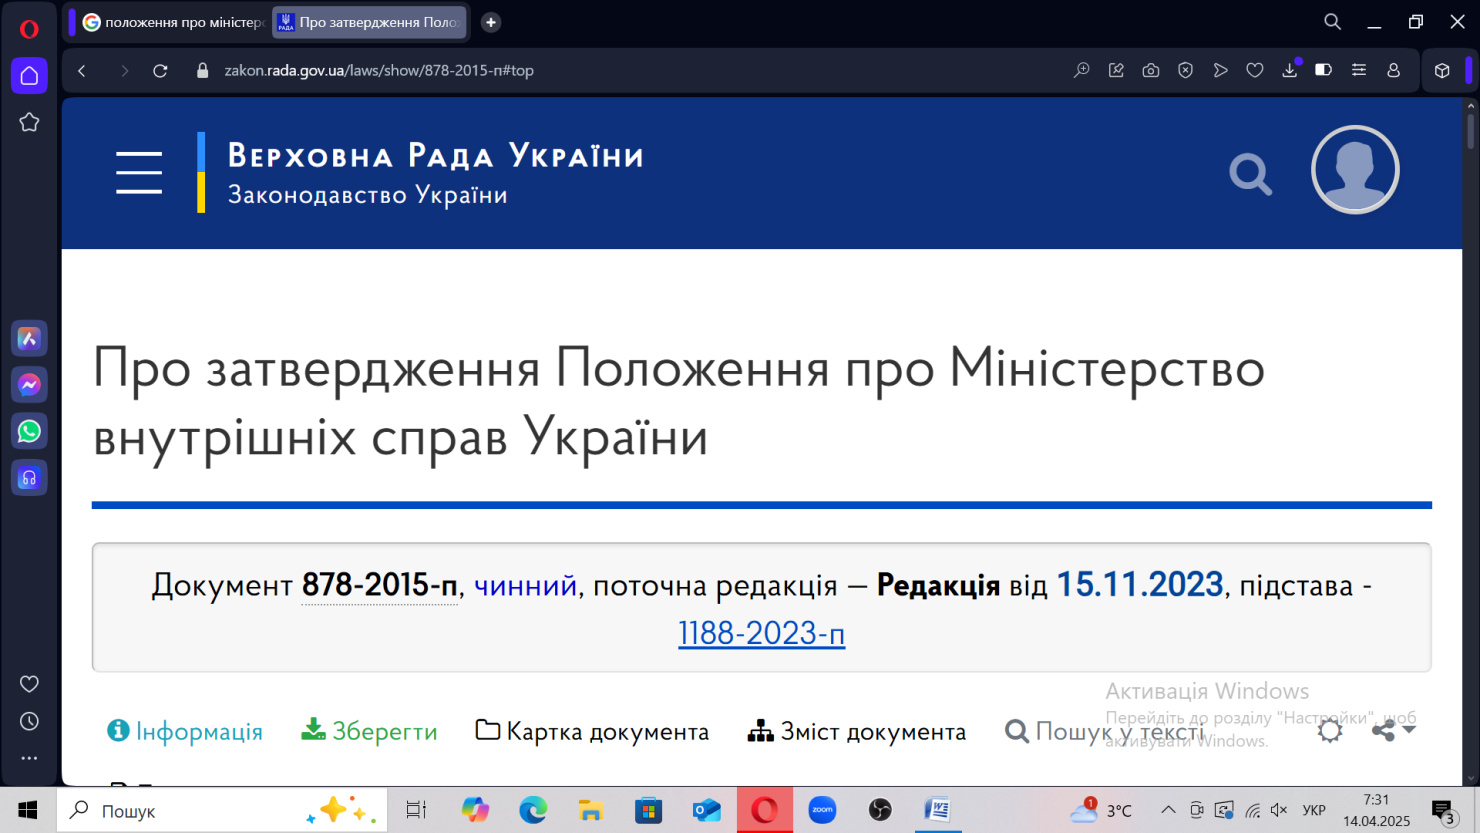 положення про міністер
Про затвердження Поло
zakon.rada.gov.ua/laws/show/878-2015-п#top
Верховна Рада України
Законодавство України
Про затвердження Положення про Міністерство
внутрішніх справ України
Документ 878-2015-п, чинний, поточна редакція — Редакція від 15.11.2023, підстава -
1188-2023-п
Інформація Зберегти Картка документа Зміст документа Пошук у тексті
Активація Windows
Перейдіть до розділу "Настройки", щоб
активувати Windows.
Пошук
zoom
1
3°C
УКР
7:31
14.04.2025
3